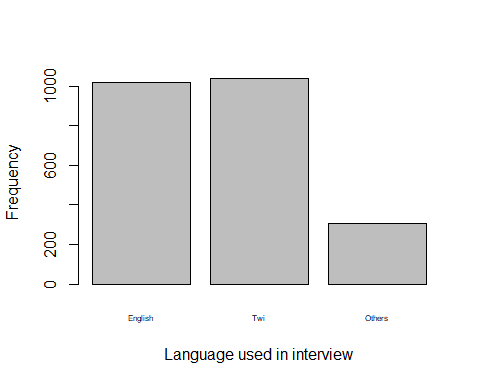 Frequency
1000
600
200
0
English Twi Others
Language used in interview